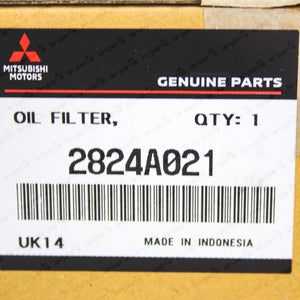 MITSUBISHI
MOTORS
GENUINE PARTS
OIL FILTER, QTY: 1
2824A021
UK14 MADE IN INDONESIA